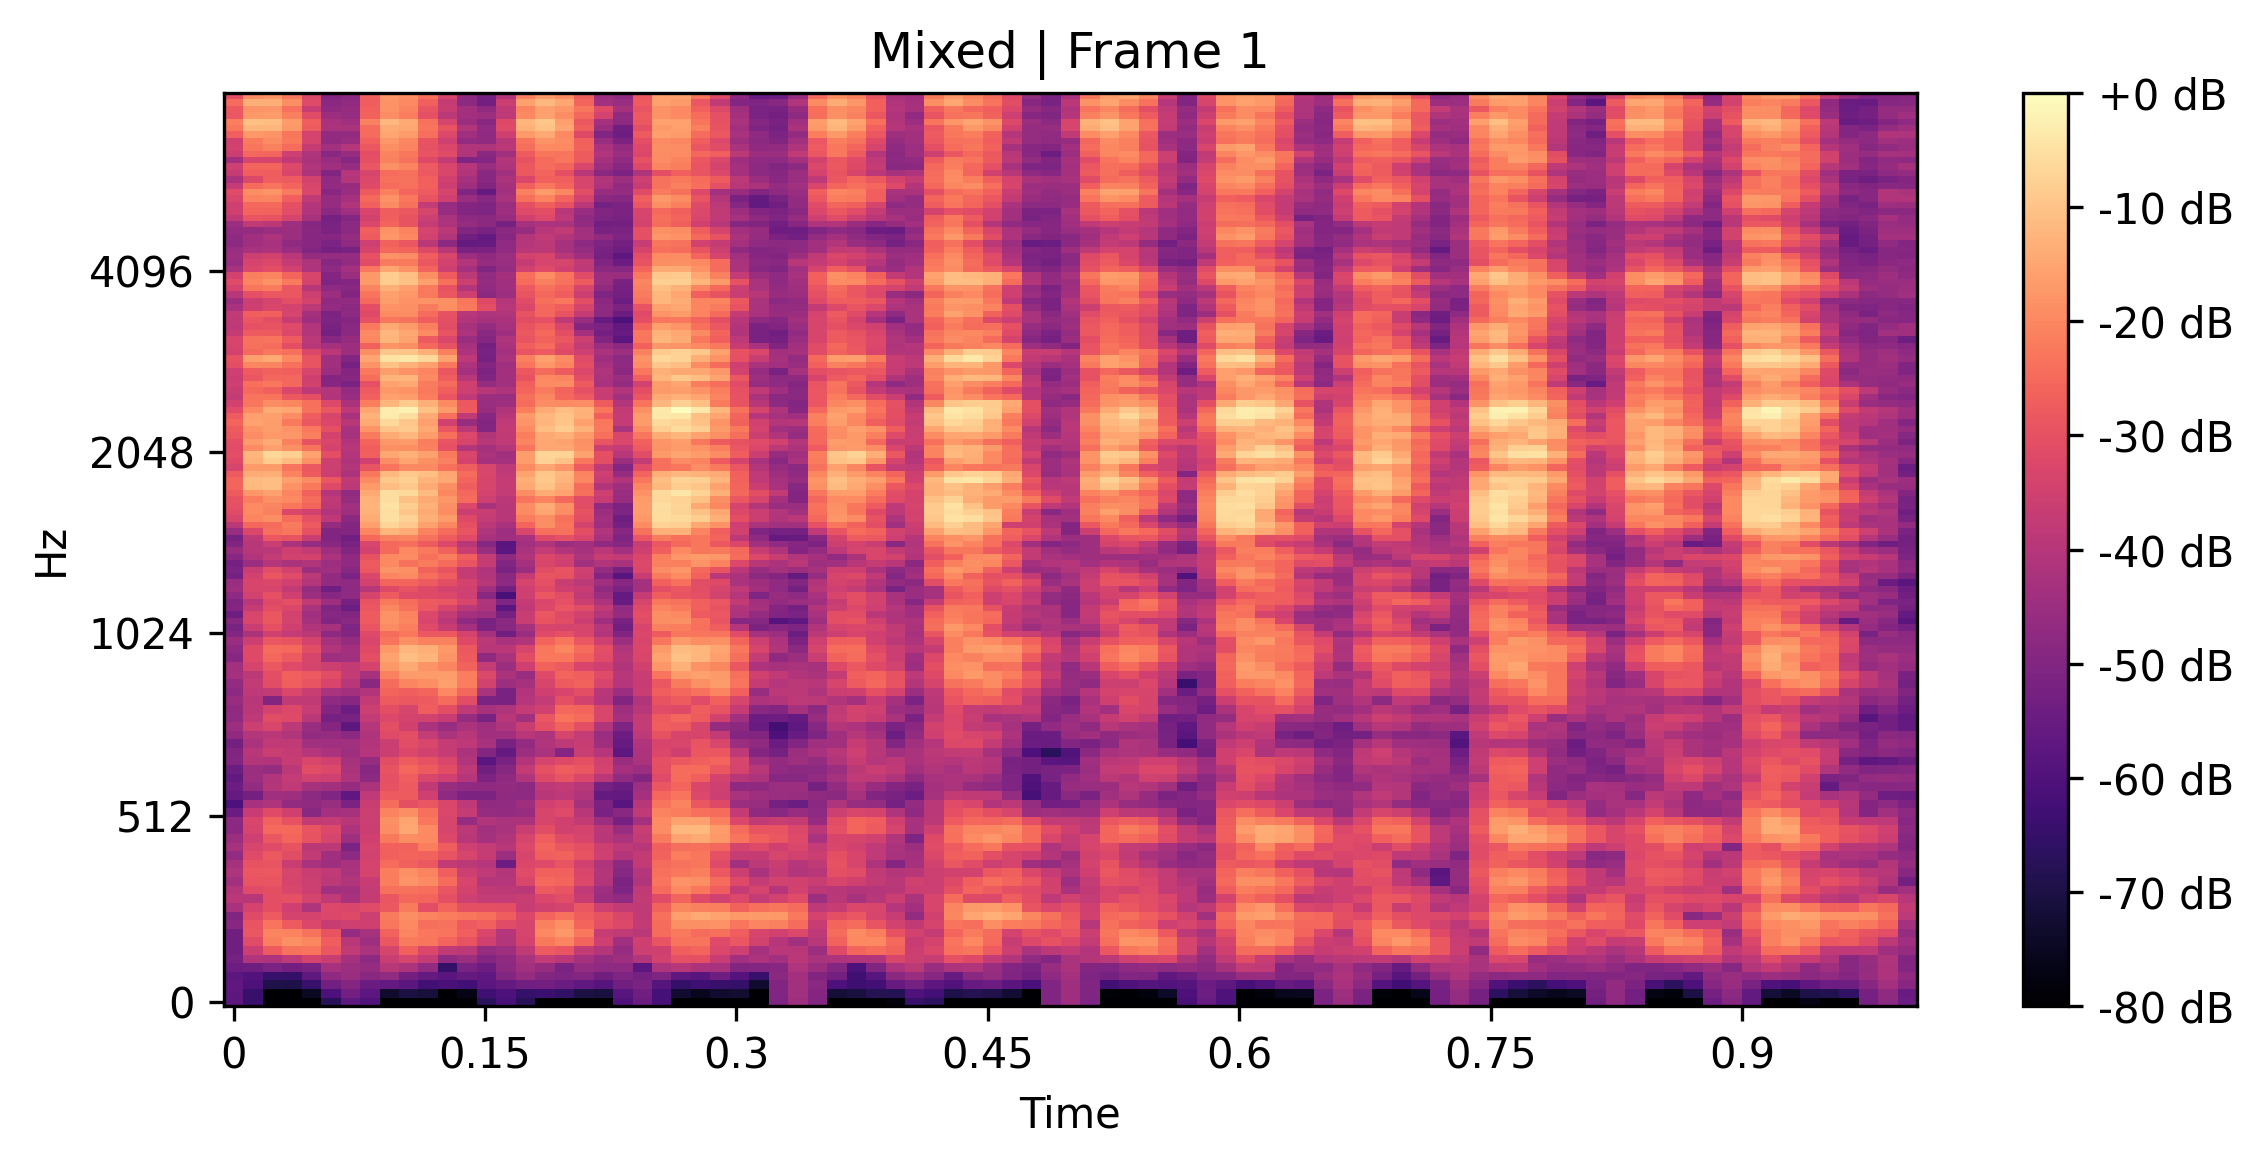 Mixed | Frame 1
Hz
4096
2048
1024
512
0
0 0.15 0.3 0.45 0.6 0.75 0.9
Time
+0 dB
-10 dB
-20 dB
-30 dB
-40 dB
-50 dB
-60 dB
-70 dB
-80 dB